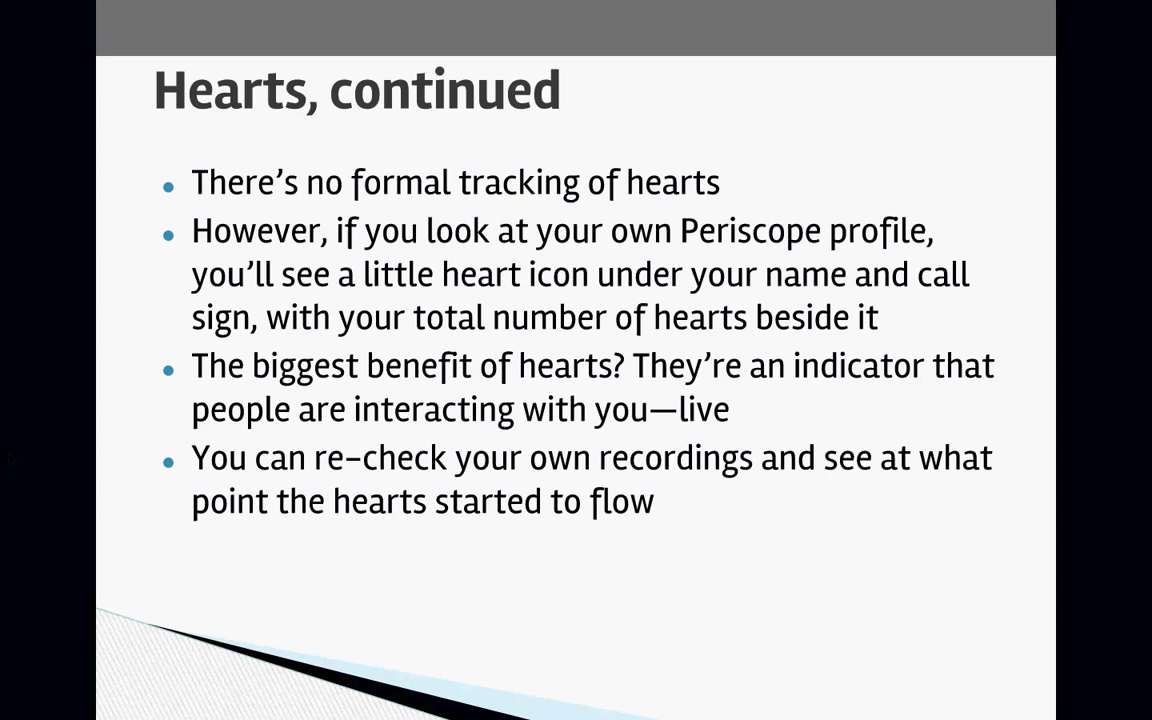 Hearts, continued
There’s no formal tracking of hearts
However, if you look at your own Periscope profile,
you’ll see a little heart icon under your name and call
sign, with your total number of hearts beside it
The biggest benefit of hearts? They’re an indicator that
people are interacting with you—live
You can re-check your own recordings and see at what
point the hearts started to flow